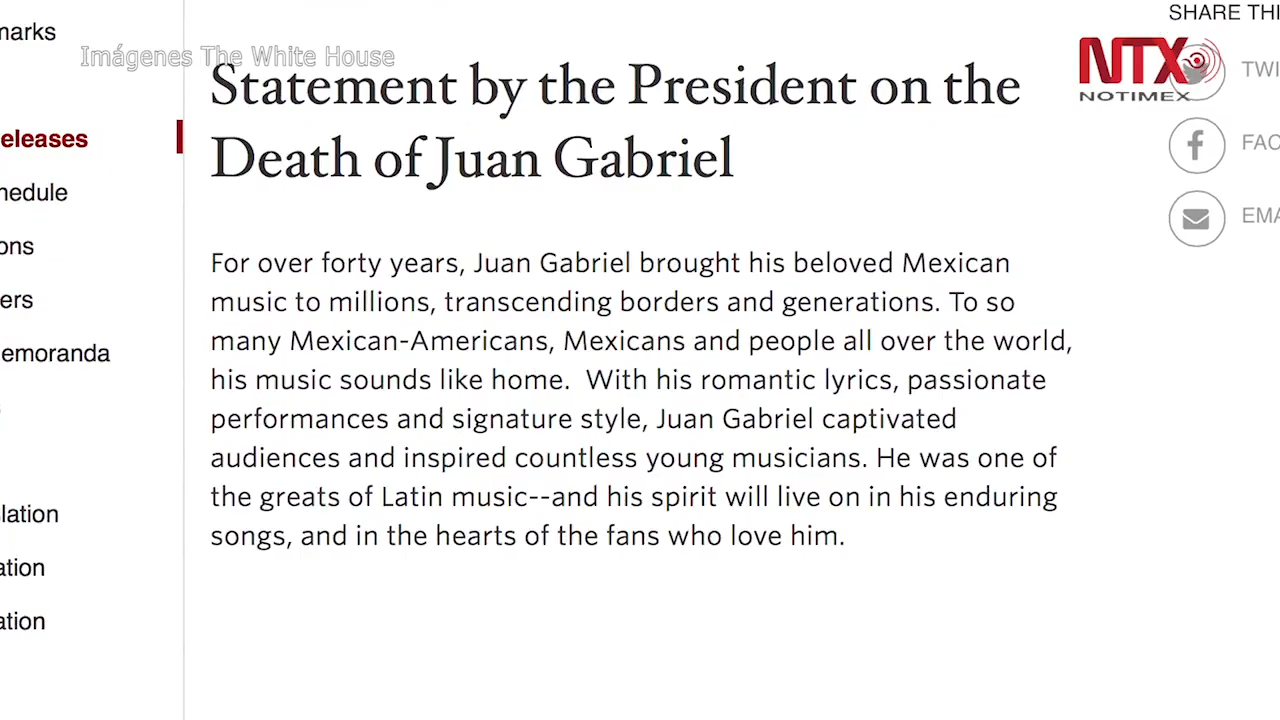 SHARE THI
marks
Imágenes The White House
NTX
NOTIMEX
TWI
Statement by the President on the
Death of Juan Gabriel
eleases
FAC
hedule
EMA
ons
ers
emoranda
For over forty years, Juan Gabriel brought his beloved Mexican
music to millions, transcending borders and generations. To so
many Mexican-Americans, Mexicans and people all over the world,
his music sounds like home.  With his romantic lyrics, passionate
performances and signature style, Juan Gabriel captivated
audiences and inspired countless young musicians. He was one of
the greats of Latin music--and his spirit will live on in his enduring
songs, and in the hearts of the fans who love him.
lation
ation
ation